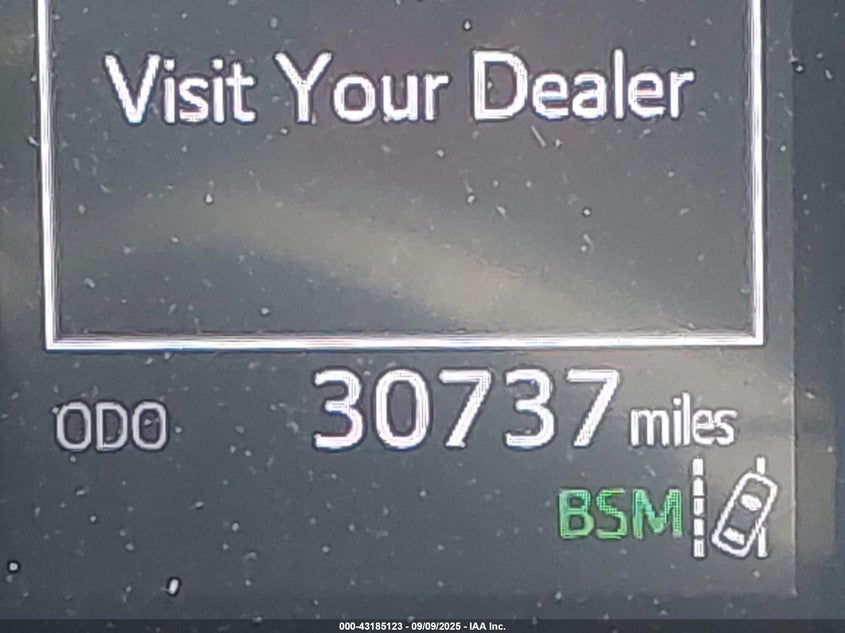 Visit Your Dealer
ODO 30737 miles
BSM
000-43185123 - 09/09/2025 - IAA Inc.